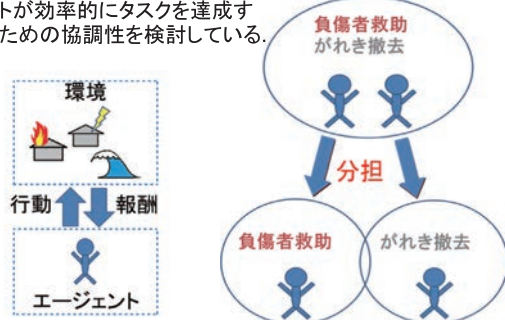 トが効率的にタスクを達成す
ための協調性を検討している.
環境
行動
報酬
エージェント
負傷者救助
がれき撤去
分担
負傷者救助
がれき撤去